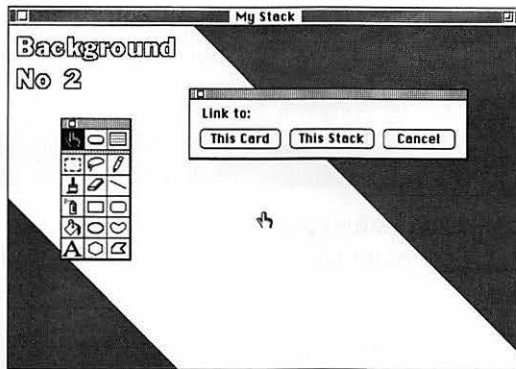 My Stack
Background
No 2
Link to:
This Card This Stack Cancel
A